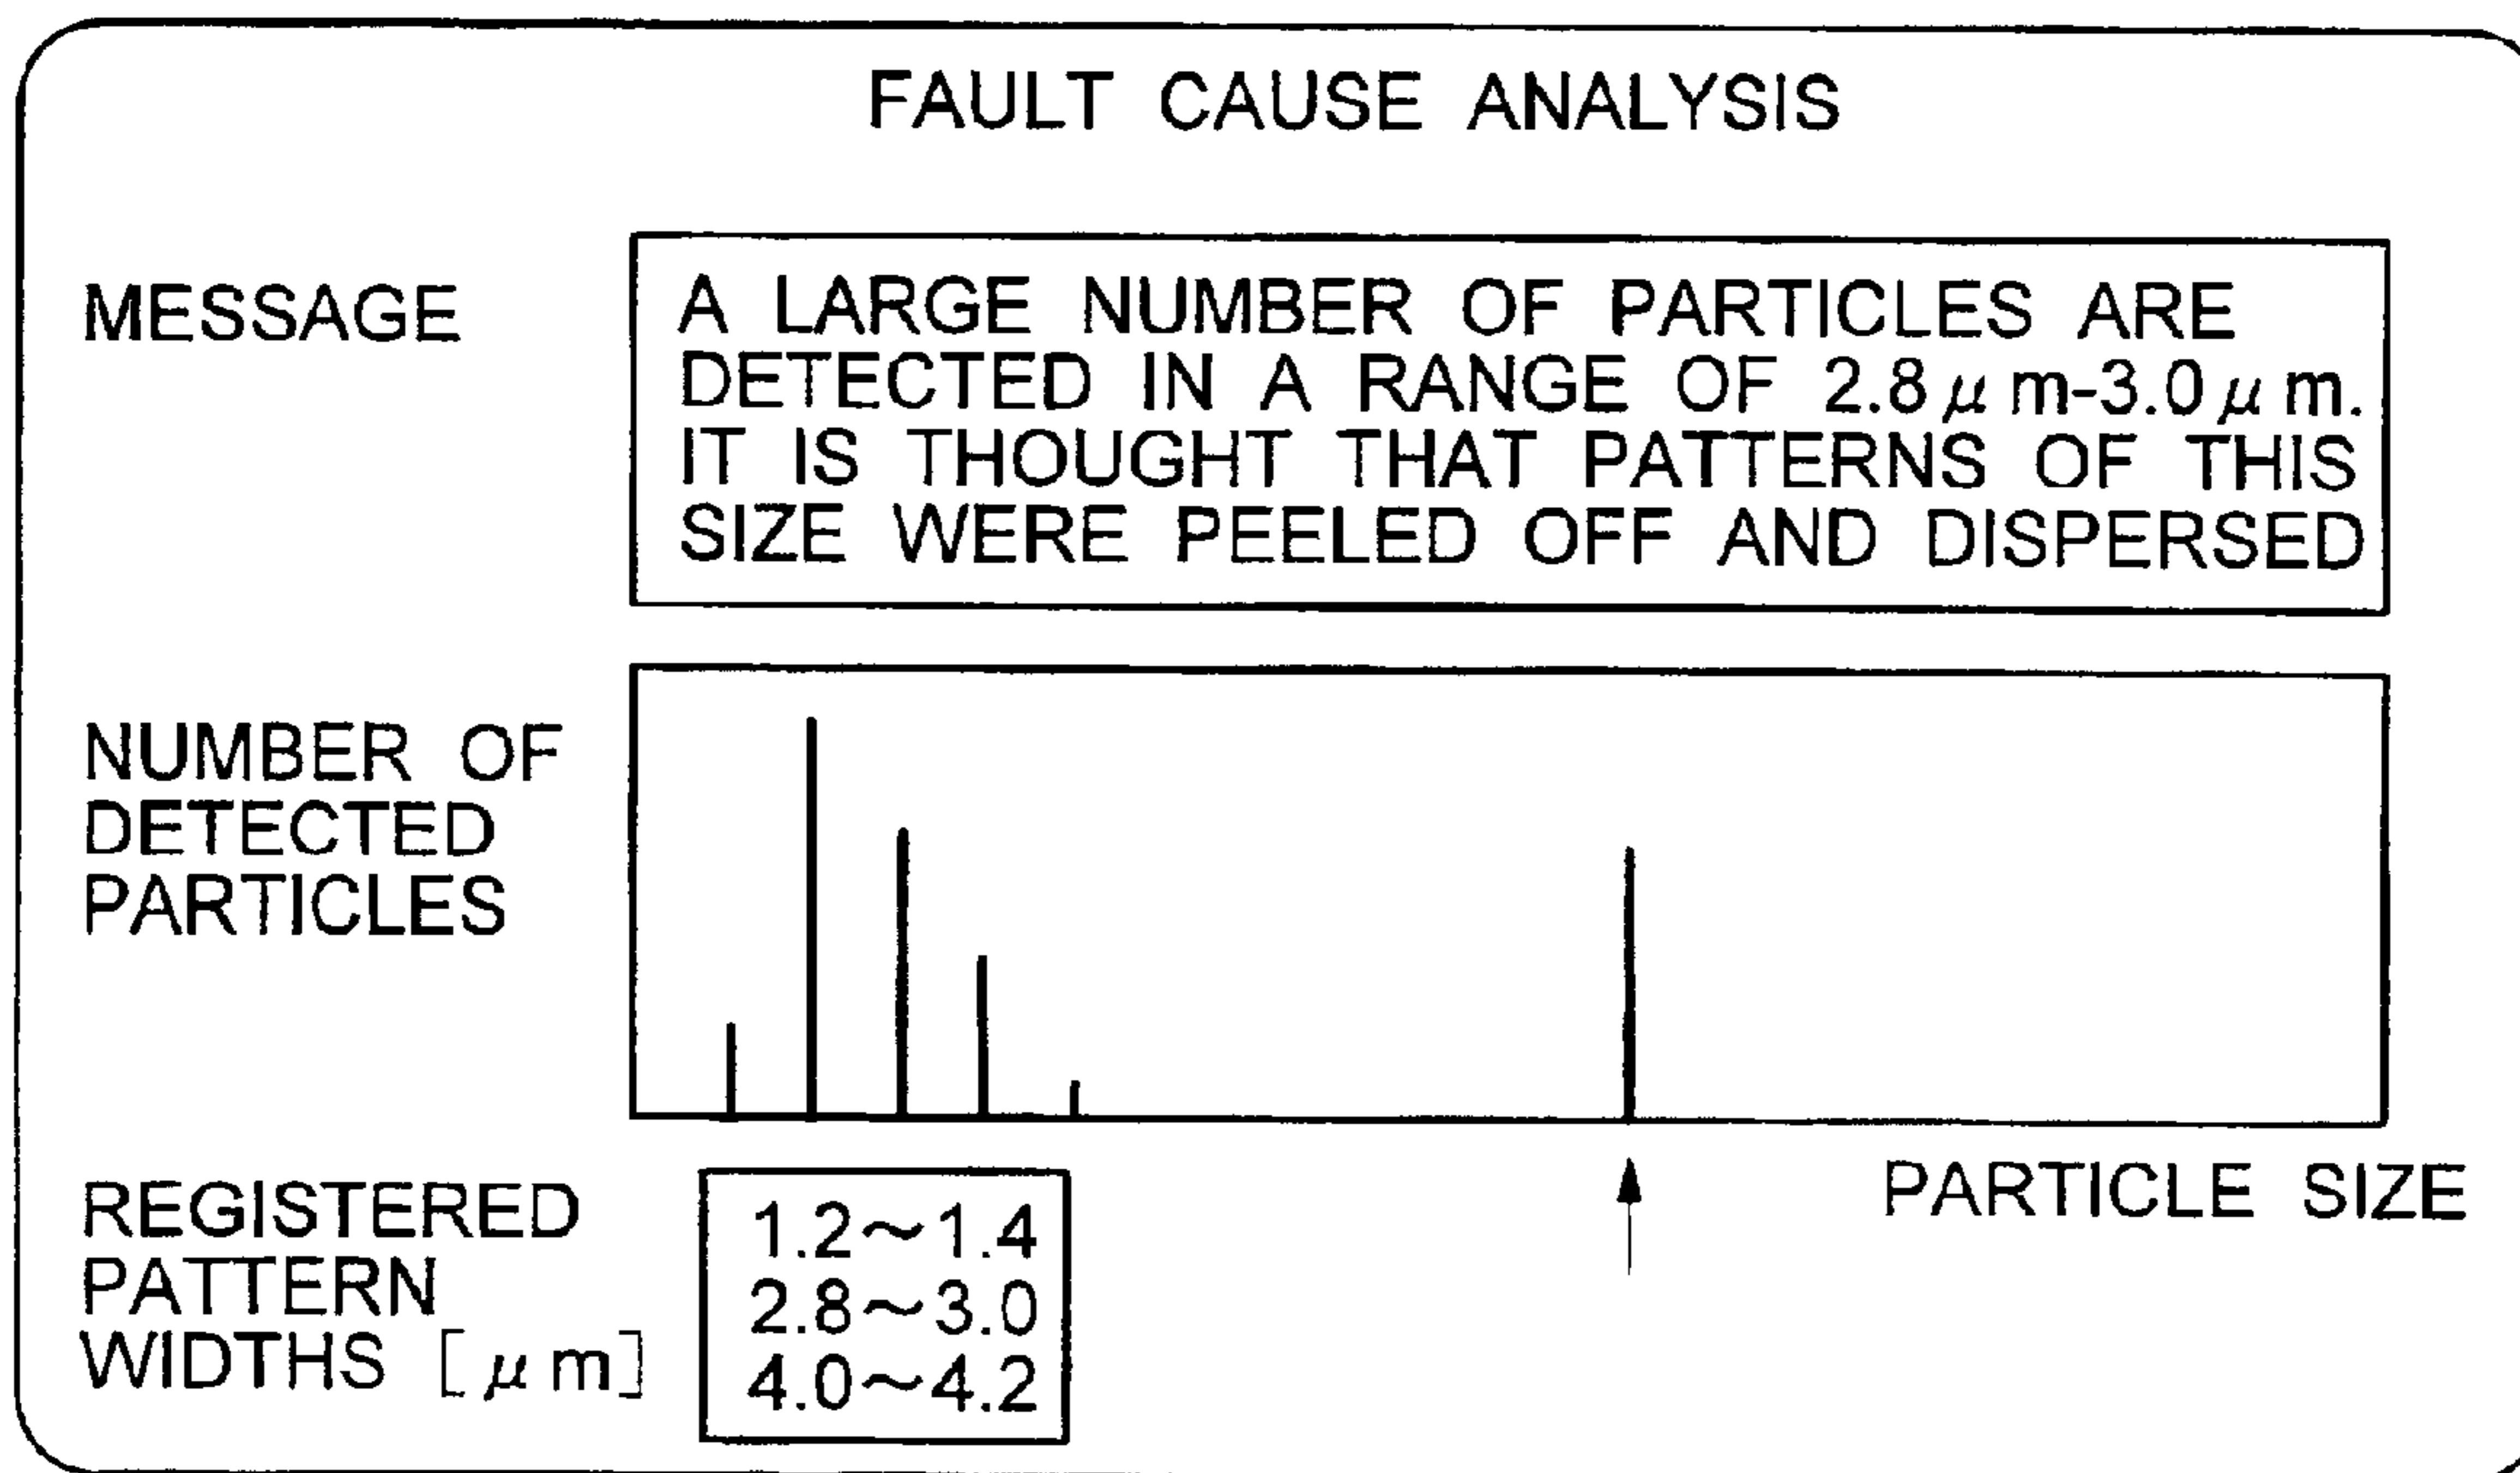 FAULT CAUSE ANALYSIS
MESSAGE
A LARGE NUMBER OF PARTICLES ARE
DETECTED IN A RANGE OF 2.8μm-3.0μm.
IT IS THOUGHT THAT PATTERNS OF THIS
SIZE WERE PEELED OFF AND DISPERSED
NUMBER OF
DETECTED
PARTICLES
PARTICLE SIZE
REGISTERED
PATTERN
WIDTHS [μm]
1.2~1.4
2.8~3.0
4.0~4.2